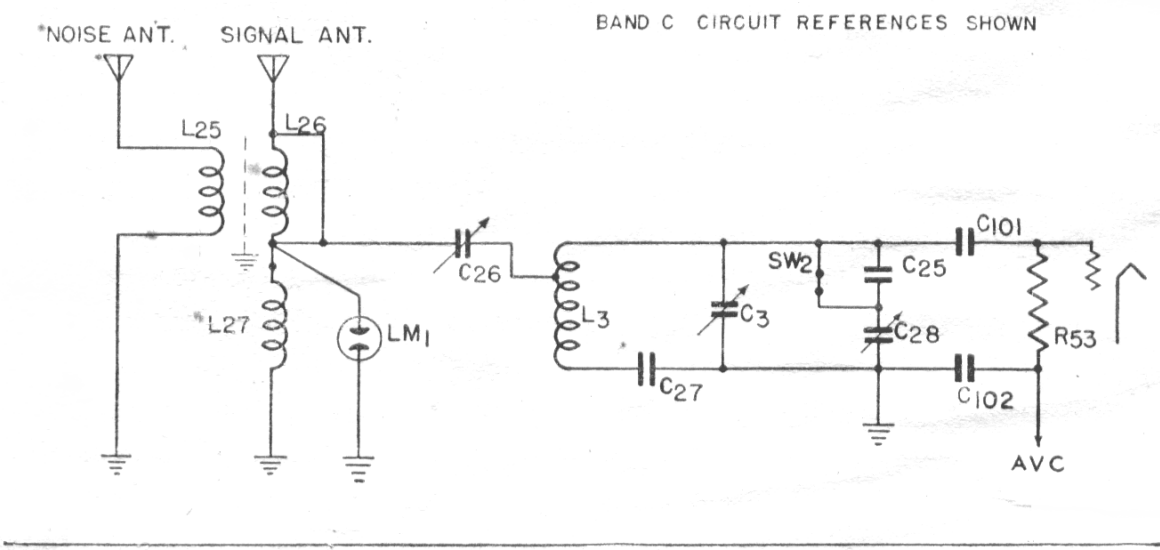 BAND C CIRCUIT REFERENCES SHOWN
*NOISE ANT. SIGNAL ANT.
L25
L26
C101
SW2
C25
C26
L27
L3
C3
LM1
C28
R53
C27
C102
AVC